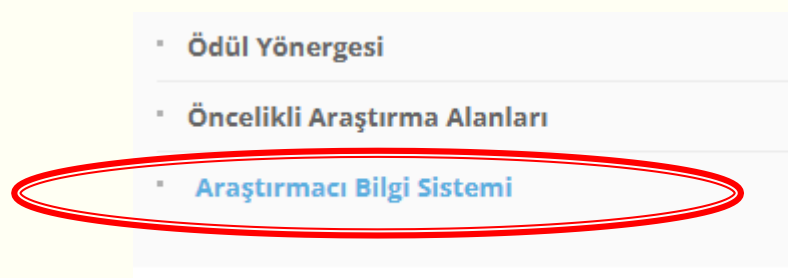 Ödül Yönergesi
Öncelikli Araştırma Alanları
Araştırmacı Bilgi Sistemi